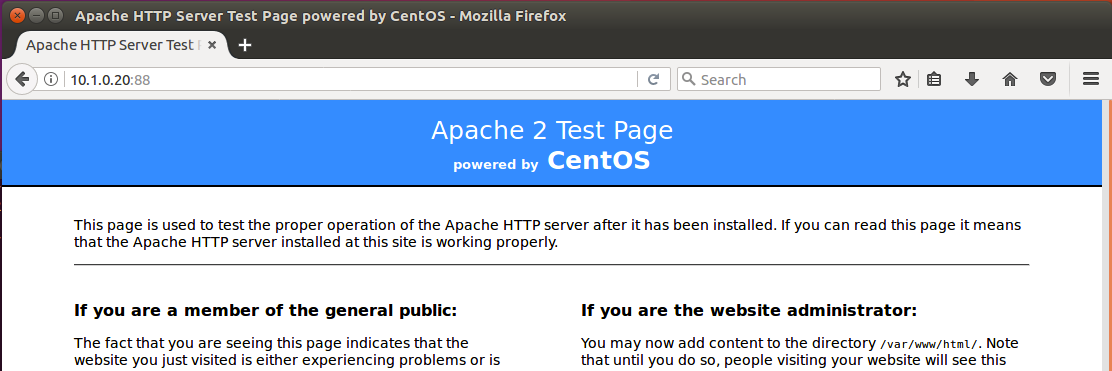 Apache HTTP Server Test Page powered by CentOS - Mozilla Firefox
Apache HTTP Server Test
10.1.0.20:88
Search
Apache 2 Test Page
powered by CentOS
This page is used to test the proper operation of the Apache HTTP server after it has been installed. If you can read this page it means
that the Apache HTTP server installed at this site is working properly.
If you are a member of the general public:
The fact that you are seeing this page indicates that the
website you just visited is either experiencing problems or is
If you are the website administrator:
You may now add content to the directory /var/www/html/. Note
that until you do so, people visiting your website will see this